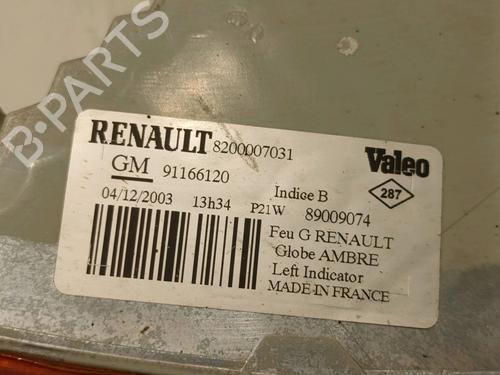 B-PARTS
RENAULT 8200007031 Valeo
GM 91166120 Indice B 287
04/12/2003 13h34 P21W 89009074
Feu G RENAULT
Globe AMBRE
Left Indicator
MADE IN FRANCE